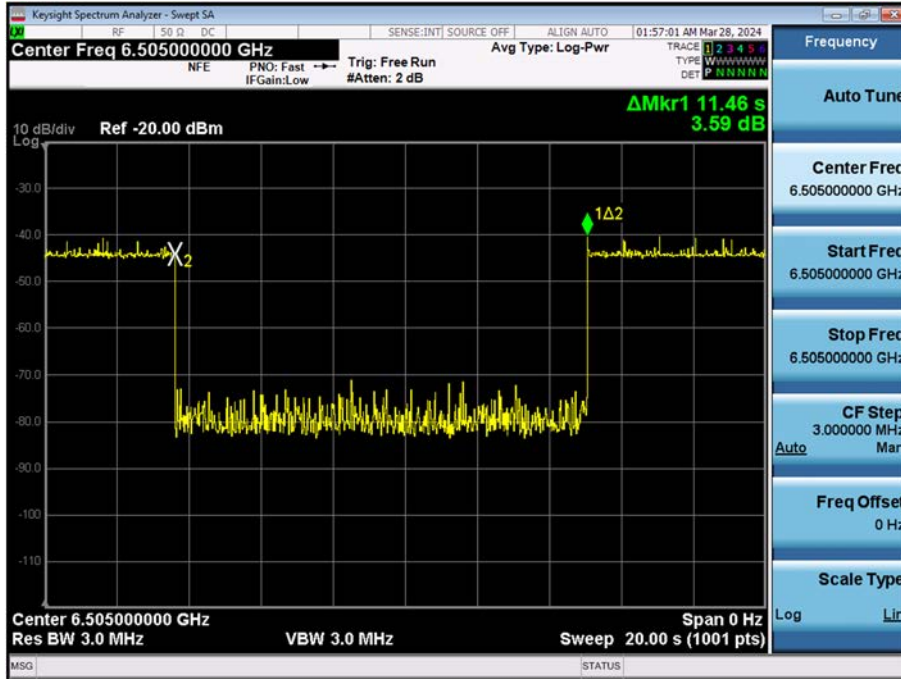 Keysight Spectrum Analyzer - Swept SA
RF 50 Ω DC SENSE:INT SOURCE OFF ALIGN AUTO 01:57:01 AM Mar 28, 2024
Center Freq 6.505000000 GHz
NFE PNO: Fast Trig: Free Run Avg Type: Log-Pwr TRACE 1 2 3 4 5 6
IFGain:Low #Atten: 2 dB TYPE WWWWWW
DET P N N N N N
ΔMkr1 11.46 s
3.59 dB
10 dB/div Ref -20.00 dBm
Log
-30.0
-40.0
-50.0
-60.0
-70.0
-80.0
-90.0
-100
-110
1Δ2
X2
Center 6.505000000 GHz Span 0 Hz
Res BW 3.0 MHz VBW 3.0 MHz Sweep 20.00 s (1001 pts)
MSG STATUS
Frequency
Auto Tune
Center Freq
6.505000000 GHz
Start Freq
6.505000000 GHz
Stop Freq
6.505000000 GHz
CF Step
3.000000 MHz
Auto Man
Freq Offset
0 Hz
Scale Type
Log Lin